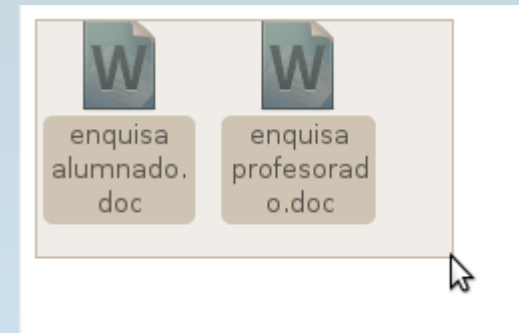 W
W
enquisa
alumnado.
doc
enquisa
profesorad
o.doc